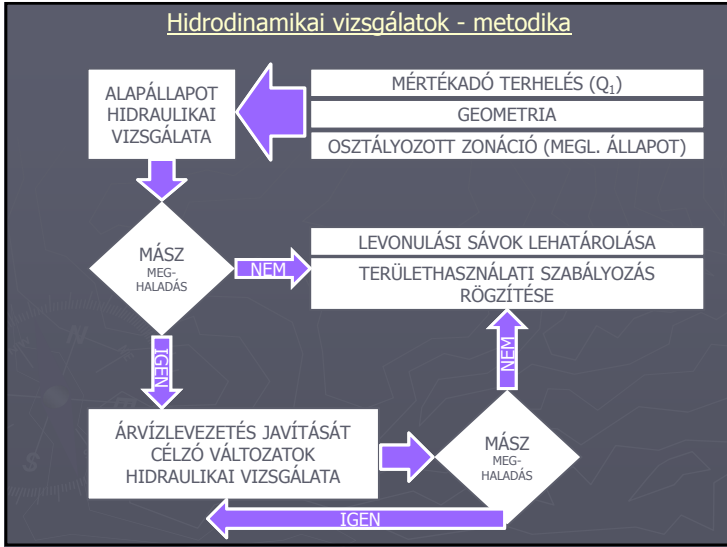 Hidrodinamikai vizsgálatok - metodika
ALAPÁLLAPOT
HIDRAULIKAI
VIZSGÁLATA
MÉRTÉKADÓ TERHELÉS (Q₁)
GEOMETRIA
OSZTÁLYOZOTT ZONÁCIÓ (MEGL. ÁLLAPOT)
MÁSZ
MEG-
HALADÁS
NEM
LEVONULÁSI SÁVOK LEHATÁROLÁSA
TERÜLETHASZNÁLATI SZABÁLYOZÁS
RÖGZÍTÉSE
IGEN
NEM
ÁRVÍZLEVEZETÉS JAVÍTÁSÁT
CÉLZÓ VÁLTOZATOK
HIDRAULIKAI VIZSGÁLATA
MÁSZ
MEG-
HALADÁS
IGEN
N
S